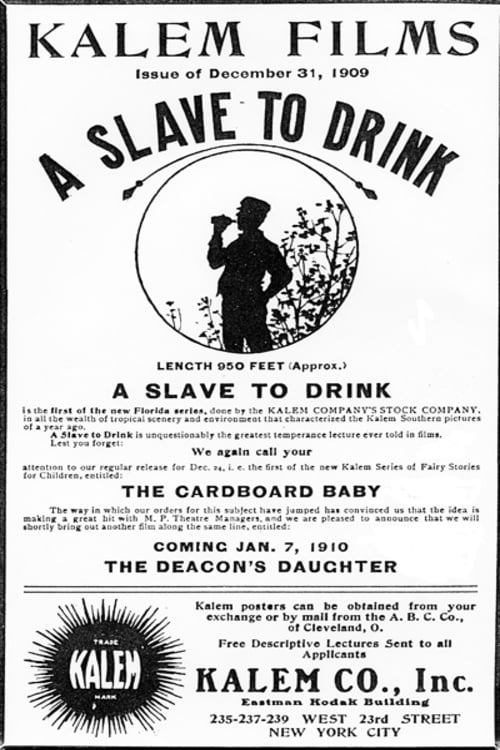 KALEM FILMS
Issue of December 31, 1909
A SLAVE TO DRINK
LENGTH 950 FEET (Approx.)
A SLAVE TO DRINK
is the first of the new Florida series, done by the KALEM COMPANY'S STOCK COMPANY,
in all the wealth of tropical scenery and environment that characterized the Kalem Southern pictures
of a year ago.
A Slave to Drink is unquestionably the greatest temperance lecture ever told in films.
Lest you forget:
We again call your
attention to our regular release for Dec. 24, i. e. the first of the new Kalem Series of Fairy Stories
for Children, entitled:
THE CARDBOARD BABY
The way in which our orders for this subject have jumped has convinced us that the idea is
making a great hit with M. P. Theatre Managers, and we are pleased to announce that we will
shortly bring out another film along the same line, entitled:
COMING JAN. 7, 1910
THE DEACON'S DAUGHTER
TRADE
KALEM
MARK
Kalem posters can be obtained from your
exchange or by mail from the A. B. C. Co.,
of Cleveland, O.
Free Descriptive Lectures Sent to all
Applicants
KALEM CO., Inc.
Eastman Kodak Building
235-237-239 WEST 23rd STREET
NEW YORK CITY